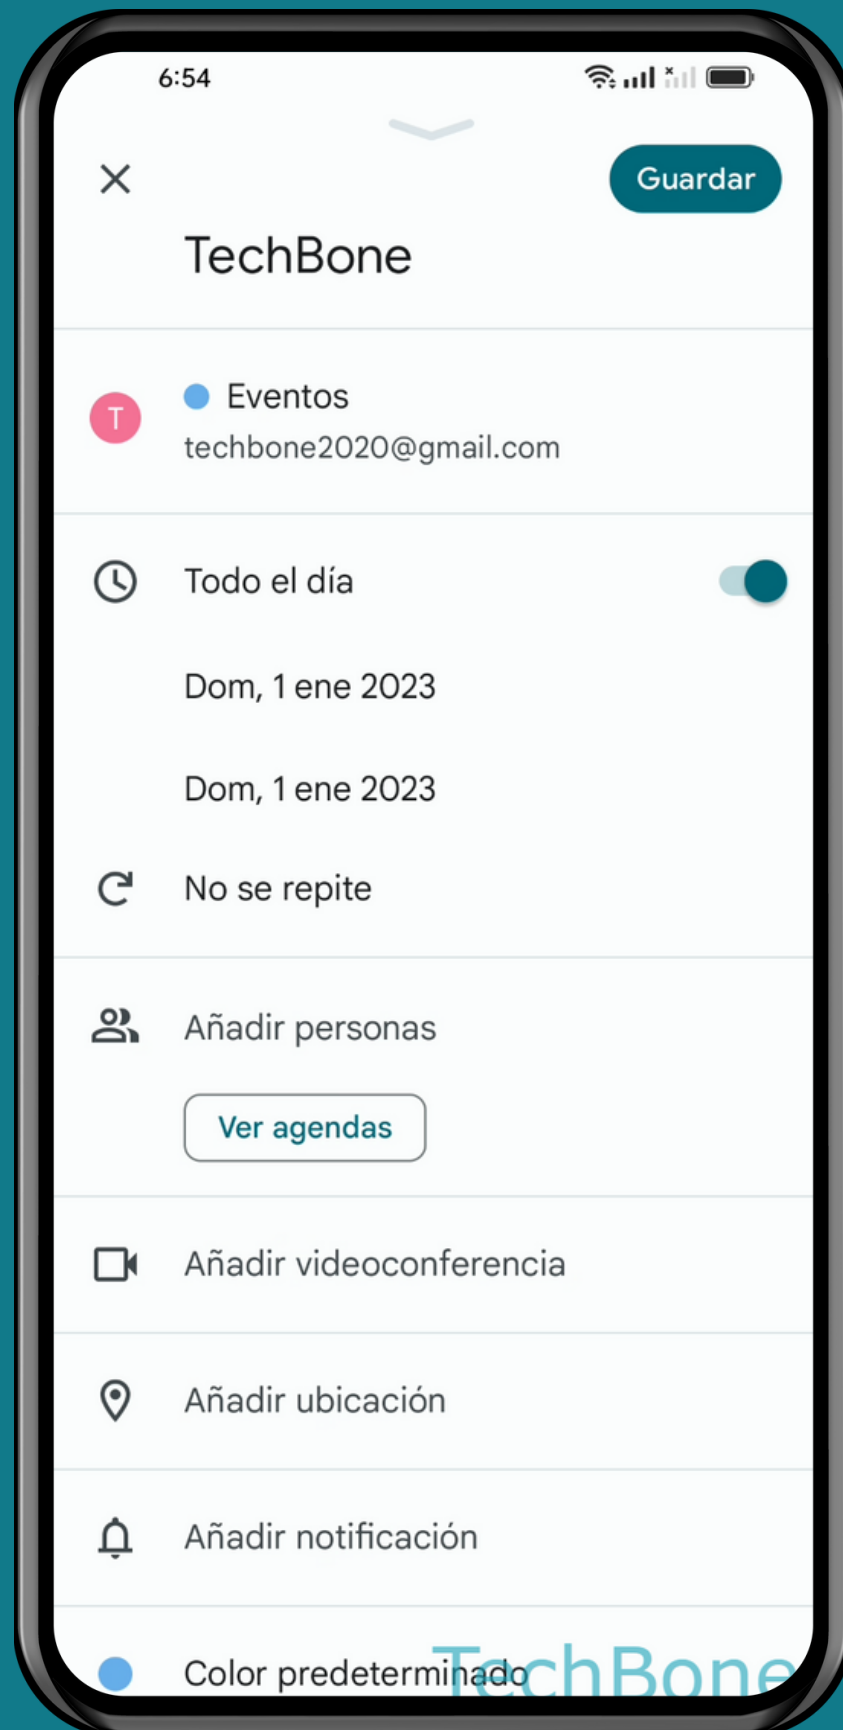 6:54
Guardar
TechBone
T
Eventos
techbone2020@gmail.com
Todo el día
Dom, 1 ene 2023
Dom, 1 ene 2023
No se repite
Añadir personas
Ver agendas
Añadir videoconferencia
Añadir ubicación
Añadir notificación
Color predeterminado
TechBone